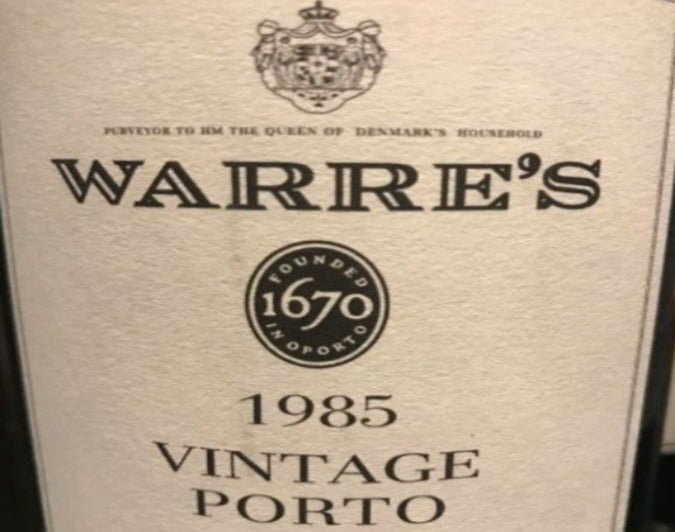 PURVEYOR TO HM THE QUEEN OF DENMARK'S HOUSEHOLD
WARRE'S
FOUNDED
1670
IN OPORTO
1985
VINTAGE
PORTO